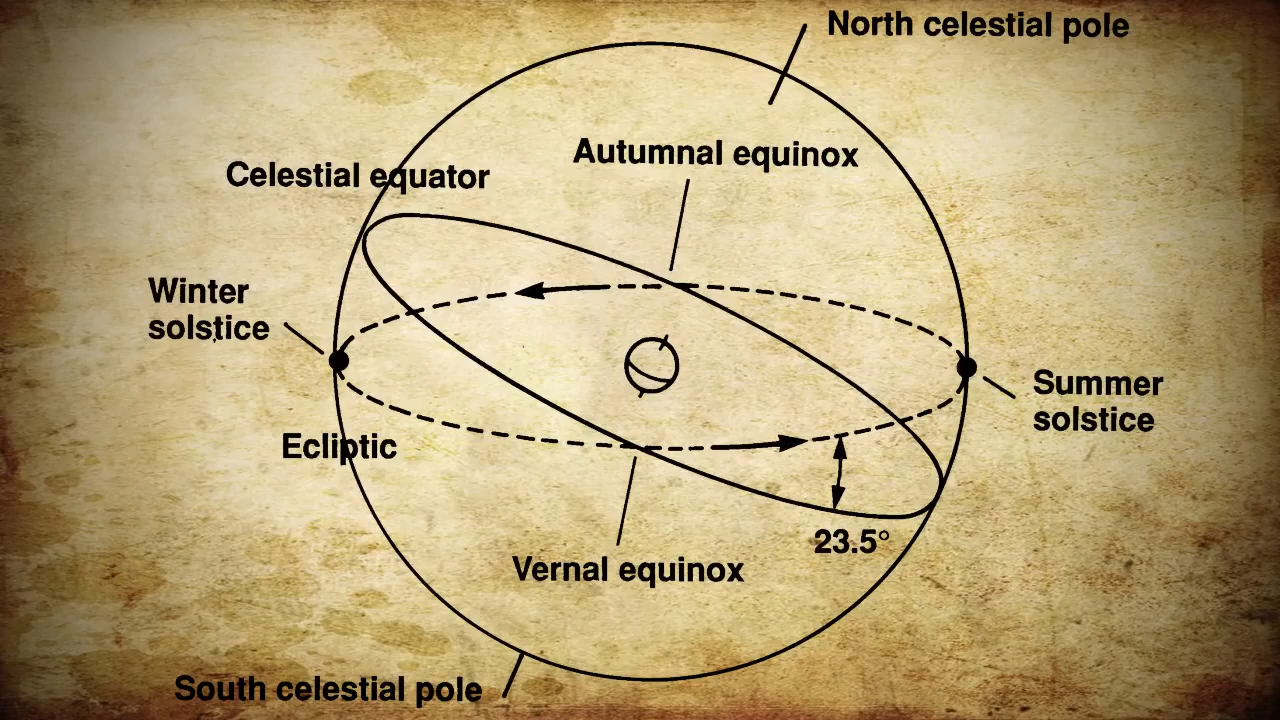 North celestial pole
Autumnal equinox
Celestial equator
Winter
solstice
Summer
solstice
Ecliptic
23.5°
Vernal equinox
South celestial pole